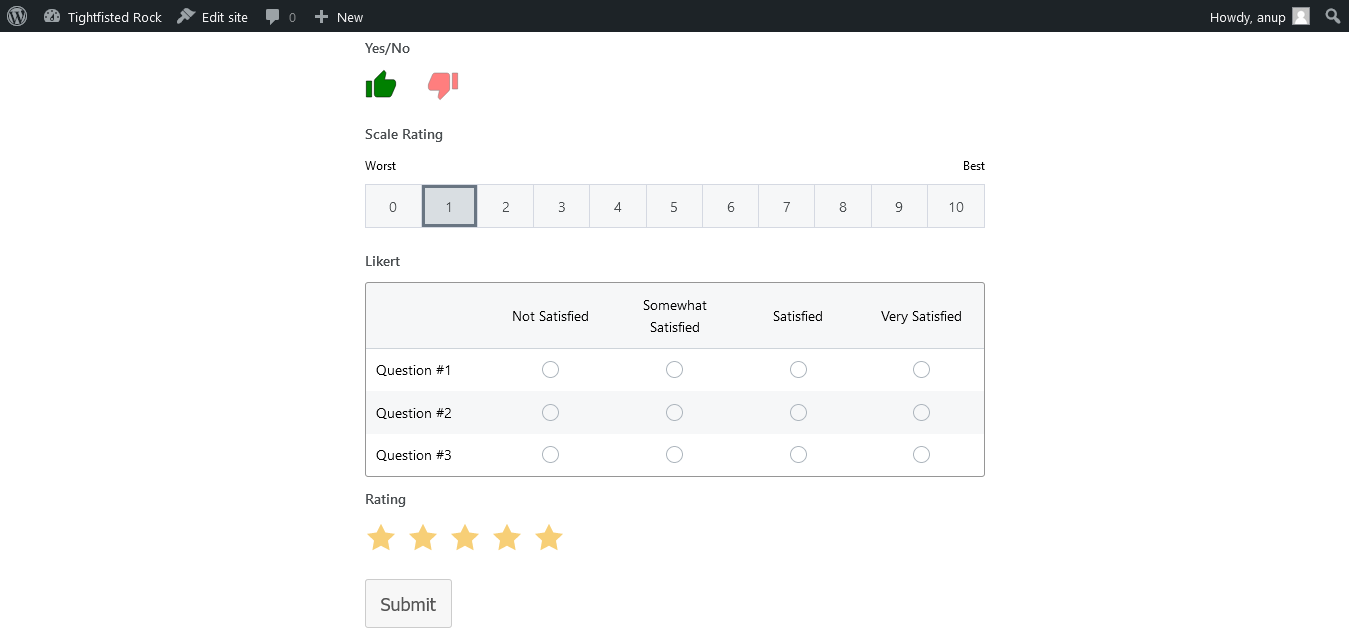 Tightfisted Rock Edit site 0 New Howdy, anup
Yes/No
Scale Rating
Worst Best
0 1 2 3 4 5 6 7 8 9 10
Likert
Not Satisfied Somewhat Satisfied Satisfied Very Satisfied
Question #1
Question #2
Question #3
Rating
Submit